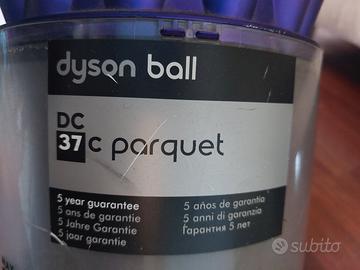 dyson ball
DC
37c parquet
5 year guarantee
5 ans de garantie
5 Jahre Garantie
5 jaar garantie
5 años de garantía
5 anni di garanzia
Гарантия 5 лет
subito